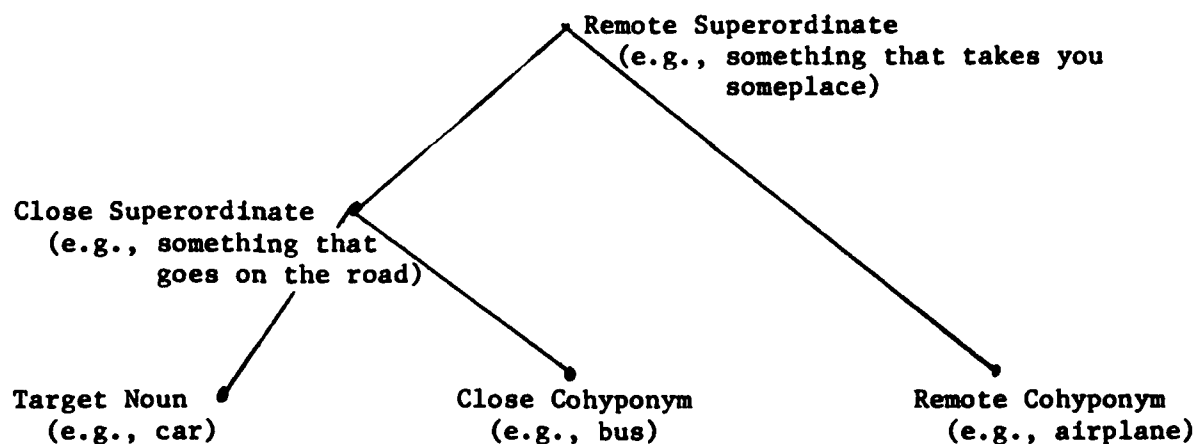 Remote Superordinate
(e.g., something that takes you
someplace)
Close Superordinate
(e.g., something that
goes on the road)
Target Noun
(e.g., car)
Close Cohyponym
(e.g., bus)
Remote Cohyponym
(e.g., airplane)